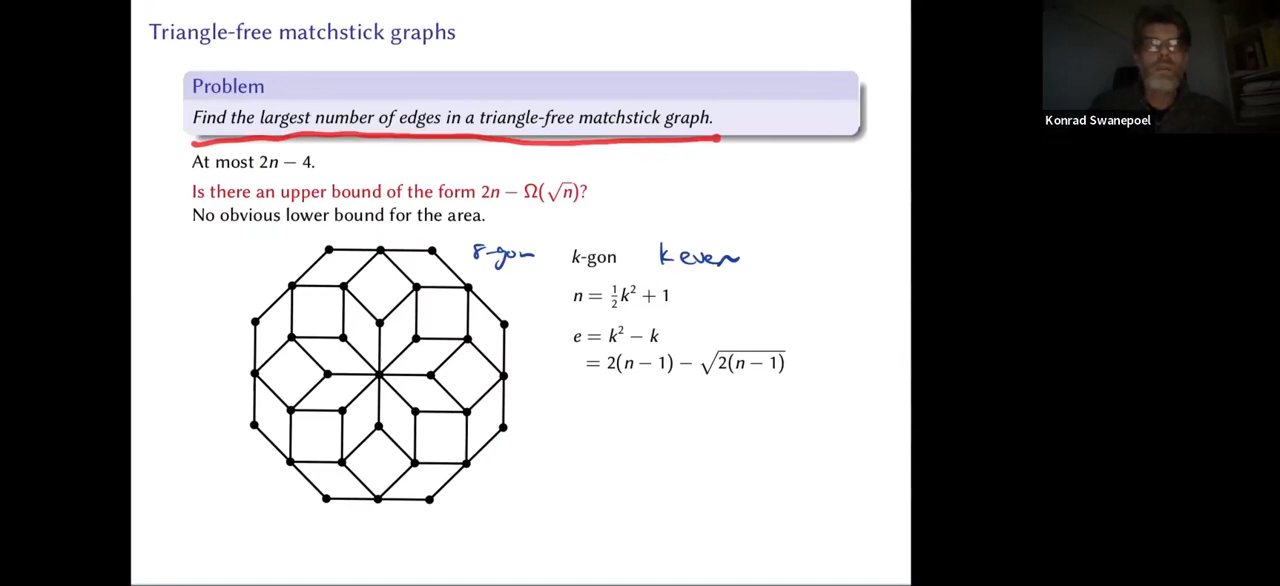 Triangle-free matchstick graphs
Problem
Find the largest number of edges in a triangle-free matchstick graph.
At most 2n − 4.
Is there an upper bound of the form 2n − Ω(√n)?
No obvious lower bound for the area.
8-gon k-gon k even
n = ½k² + 1
e = k² − k
= 2(n − 1) − √2(n − 1)
Konrad Swanepoel